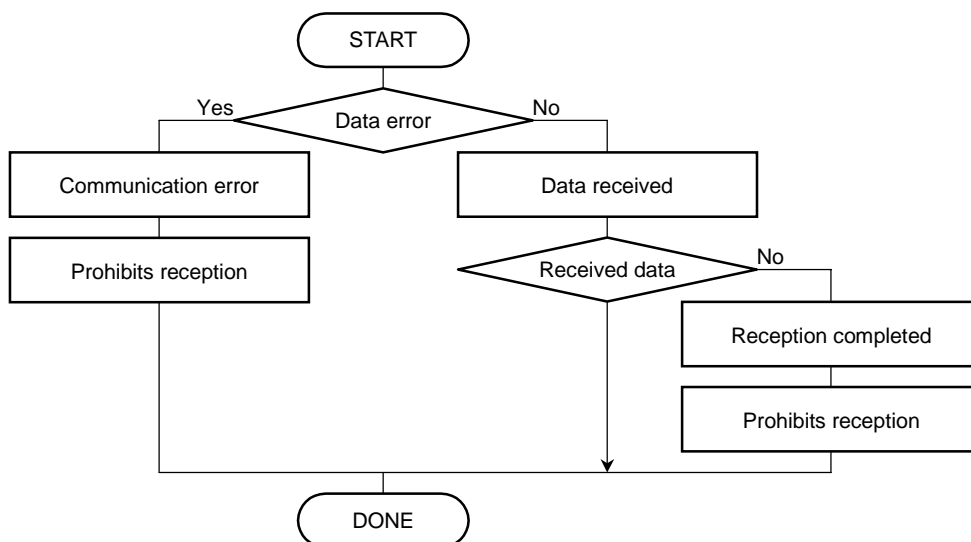 START
Yes
Data error
No
Communication error
Data received
Prohibits reception
Received data
No
Reception completed
Prohibits reception
DONE